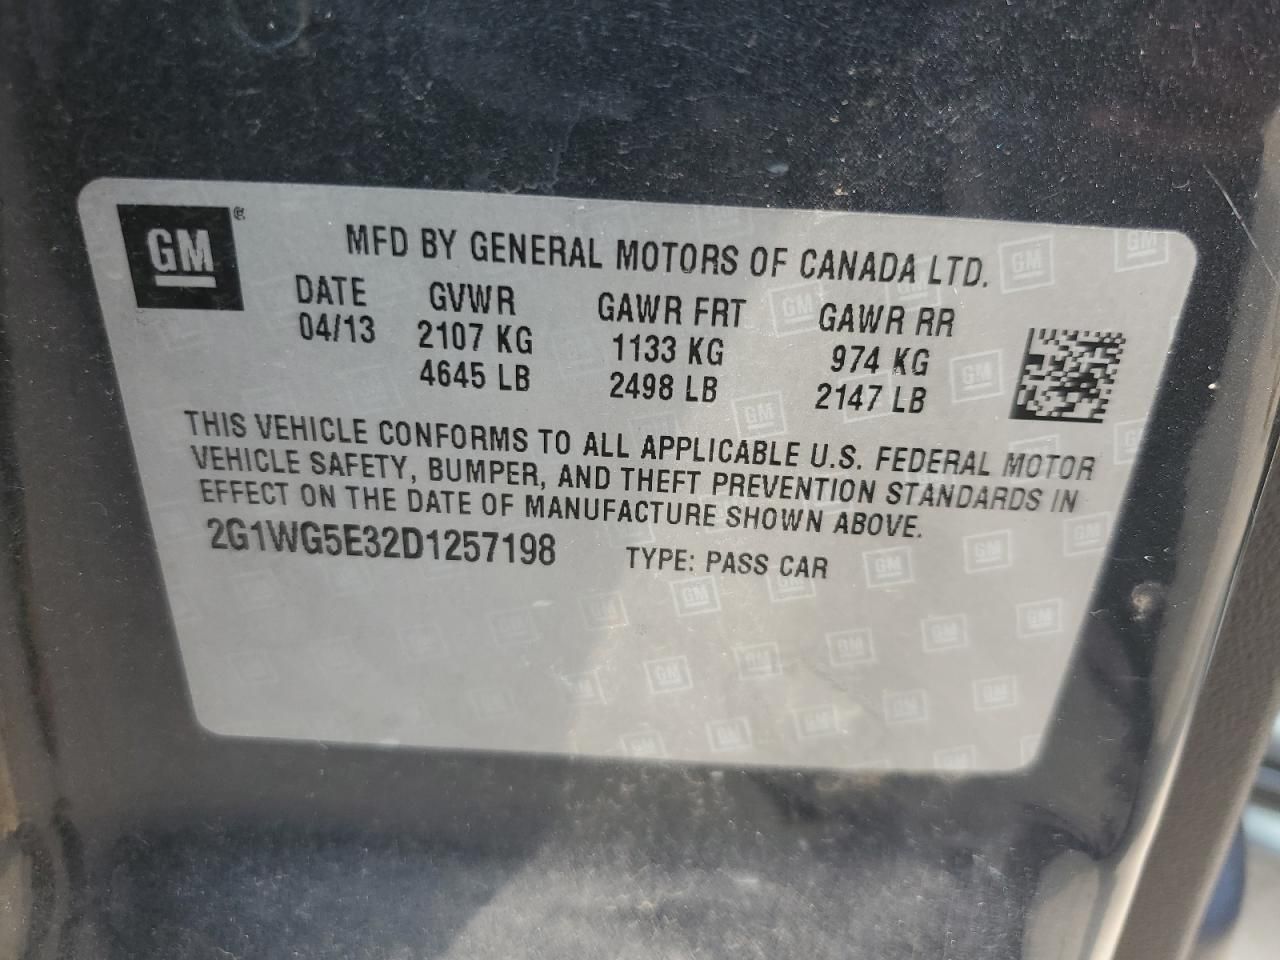 GM®
MFD BY GENERAL MOTORS OF CANADA LTD.
DATE GVWR GAWR FRT GAWR RR
04/13 2107 KG 1133 KG 974 KG
4645 LB 2498 LB 2147 LB
THIS VEHICLE CONFORMS TO ALL APPLICABLE U.S. FEDERAL MOTOR
VEHICLE SAFETY, BUMPER, AND THEFT PREVENTION STANDARDS IN
EFFECT ON THE DATE OF MANUFACTURE SHOWN ABOVE.
2G1WG5E32D1257198 TYPE: PASS CAR